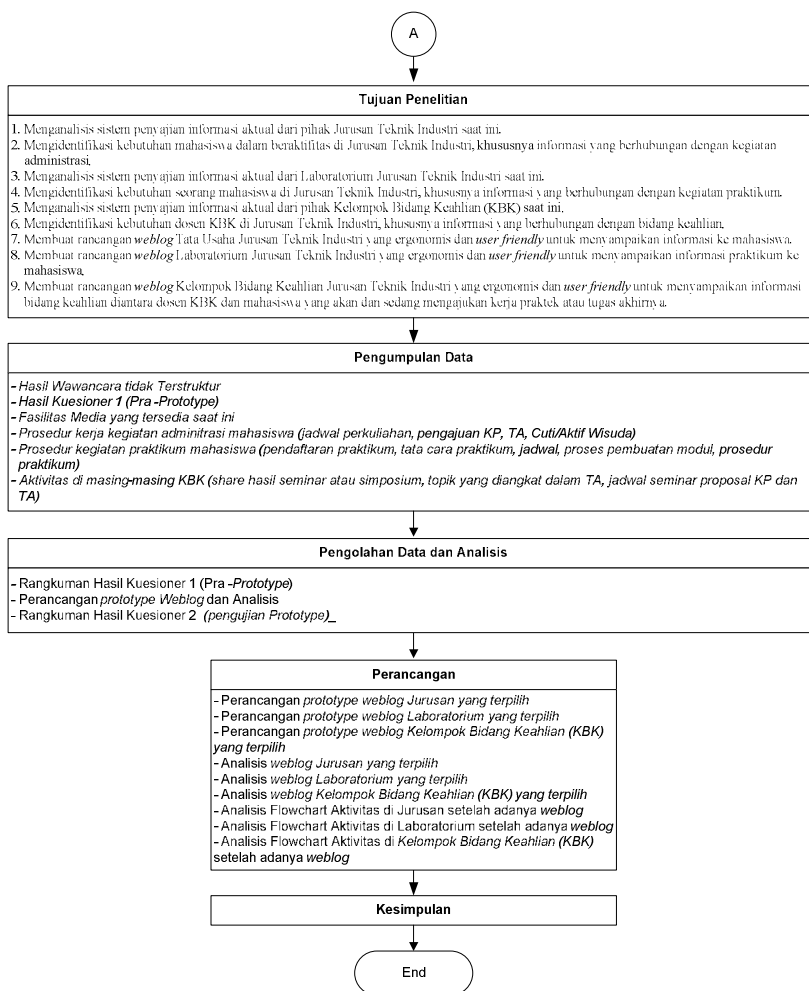 A
Tujuan Penelitian
1. Menganalisis sistem penyajian informasi aktual dari pihak Jurusan Teknik Industri saat ini.
2. Mengidentifikasi kebutuhan mahasiswa dalam beraktifitas di Jurusan Teknik Industri, khususnya informasi yang berhubungan dengan kegiatan
administrasi.
3. Menganalisis sistem penyajian informasi aktual dari Laboratorium Jurusan Teknik Industri saat ini.
4. Mengidentifikasi kebutuhan seorang mahasiswa di Jurusan Teknik Industri, khususnya informasi yang berhubungan dengan kegiatan praktikum.
5. Menganalisis sistem penyajian informasi aktual dari pihak Kelompok Bidang Keahlian (KBK) saat ini.
6. Mengidentifikasi kebutuhan dosen KBK di Jurusan Teknik Industri, khususnya informasi yang berhubungan dengan bidang keahlian.
7. Membuat rancangan weblog Tata Usaha Jurusan Teknik Industri yang ergonomis dan user friendly untuk menyampaikan informasi ke mahasiswa.
8. Membuat rancangan weblog Laboratorium Jurusan Teknik Industri yang ergonomis dan user friendly untuk menyampaikan informasi praktikum ke
mahasiswa.
9. Membuat rancangan weblog Kelompok Bidang Keahlian Jurusan Teknik Industri yang ergonomis dan user friendly untuk menyampaikan informasi
bidang keahlian diantara dosen KBK dan mahasiswa yang akan dan sedang mengajukan kerja praktek atau tugas akhirnya.
Pengumpulan Data
- Hasil Wawancara tidak Terstruktur
- Hasil Kuesioner 1 (Pra -Prototype)
- Fasilitas Media yang tersedia saat ini
- Prosedur kerja kegiatan adminitrasi mahasiswa (jadwal perkuliahan, pengajuan KP, TA, Cuti/Aktif Wisuda)
- Prosedur kegiatan praktikum mahasiswa (pendaftaran praktikum, tata cara praktikum, jadwal, proses pembuatan modul, prosedur
praktikum)
- Aktivitas di masing-masing KBK (share hasil seminar atau simposium, topik yang diangkat dalam TA, jadwal seminar proposal KP dan
TA)
Pengolahan Data dan Analisis
- Rangkuman Hasil Kuesioner 1 (Pra -Prototype)
- Perancangan prototype Weblog dan Analisis
- Rangkuman Hasil Kuesioner 2 (pengujian Prototype)_
Perancangan
- Perancangan prototype weblog Jurusan yang terpilih
- Perancangan prototype weblog Laboratorium yang terpilih
- Perancangan prototype weblog Kelompok Bidang Keahlian (KBK)
yang terpilih
- Analisis weblog Jurusan yang terpilih
- Analisis weblog Laboratorium yang terpilih
- Analisis weblog Kelompok Bidang Keahlian (KBK) yang terpilih
- Analisis Flowchart Aktivitas di Jurusan setelah adanya weblog
- Analisis Flowchart Aktivitas di Laboratorium setelah adanya weblog
- Analisis Flowchart Aktivitas di Kelompok Bidang Keahlian (KBK)
setelah adanya weblog
Kesimpulan
End